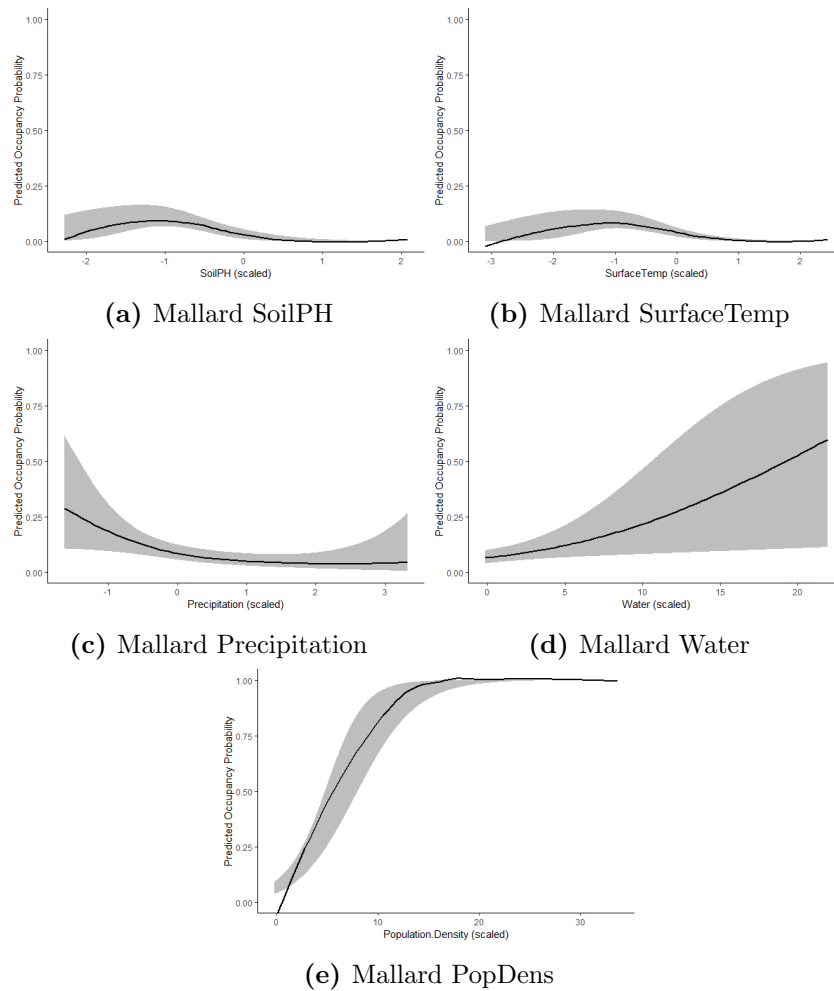 Predicted Occupancy Probability
1.00
0.75
0.50
0.25
0.00
-2 -1 0 1 2
SoilPH (scaled)
(a) Mallard SoilPH
Predicted Occupancy Probability
1.00
0.75
0.50
0.25
0.00
-3 -2 -1 0 1 2
SurfaceTemp (scaled)
(b) Mallard SurfaceTemp
Predicted Occupancy Probability
1.00
0.75
0.50
0.25
0.00
-1 0 1 2 3
Precipitation (scaled)
(c) Mallard Precipitation
Predicted Occupancy Probability
1.00
0.75
0.50
0.25
0.00
0 5 10 15 20
Water (scaled)
(d) Mallard Water
Predicted Occupancy Probability
1.00
0.75
0.50
0.25
0.00
0 10 20 30
Population.Density (scaled)
(e) Mallard PopDens